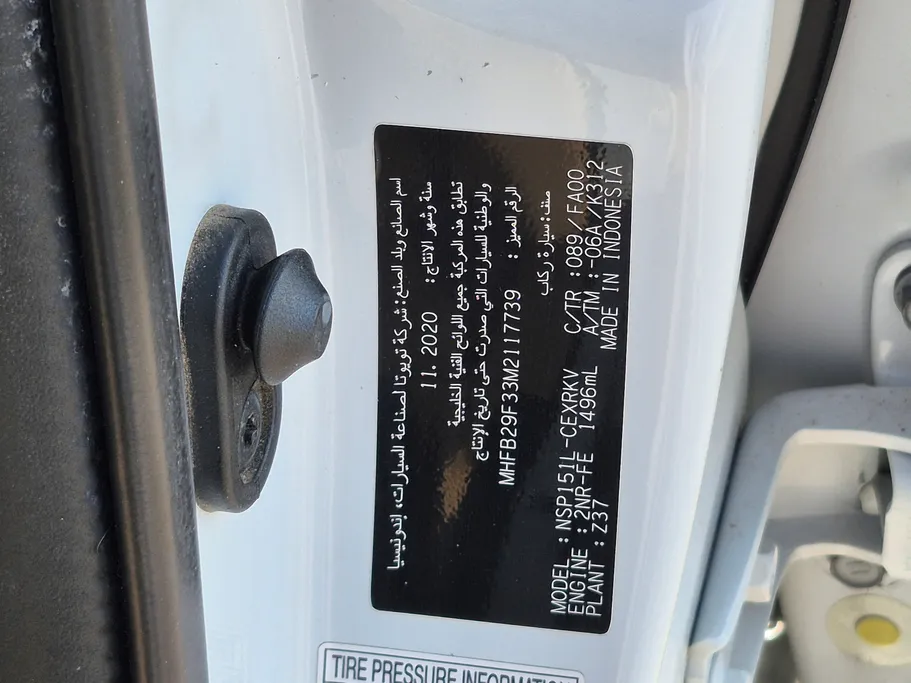 اسم الصانع وبلد الصنع: شركة تويوتا لصناعة السيارات، إندونيسيا
سنة وشهر الإنتاج : 11. 2020
تطابق هذه المركبة جميع اللوائح الفنية الخليجية
والوطنية للسيارات التي صدرت حتى تاريخ الإنتاج
الرقم المميز : MHFB29F33M2117739
صنف: سيارة ركاب
MODEL : NSP151L-CEXRKV C/TR :089/FA00
ENGINE : 2NR-FE 1496mL A/TM :-06A/K312
PLANT : Z37 MADE IN INDONESIA
TIRE PRESSURE INFORMATION